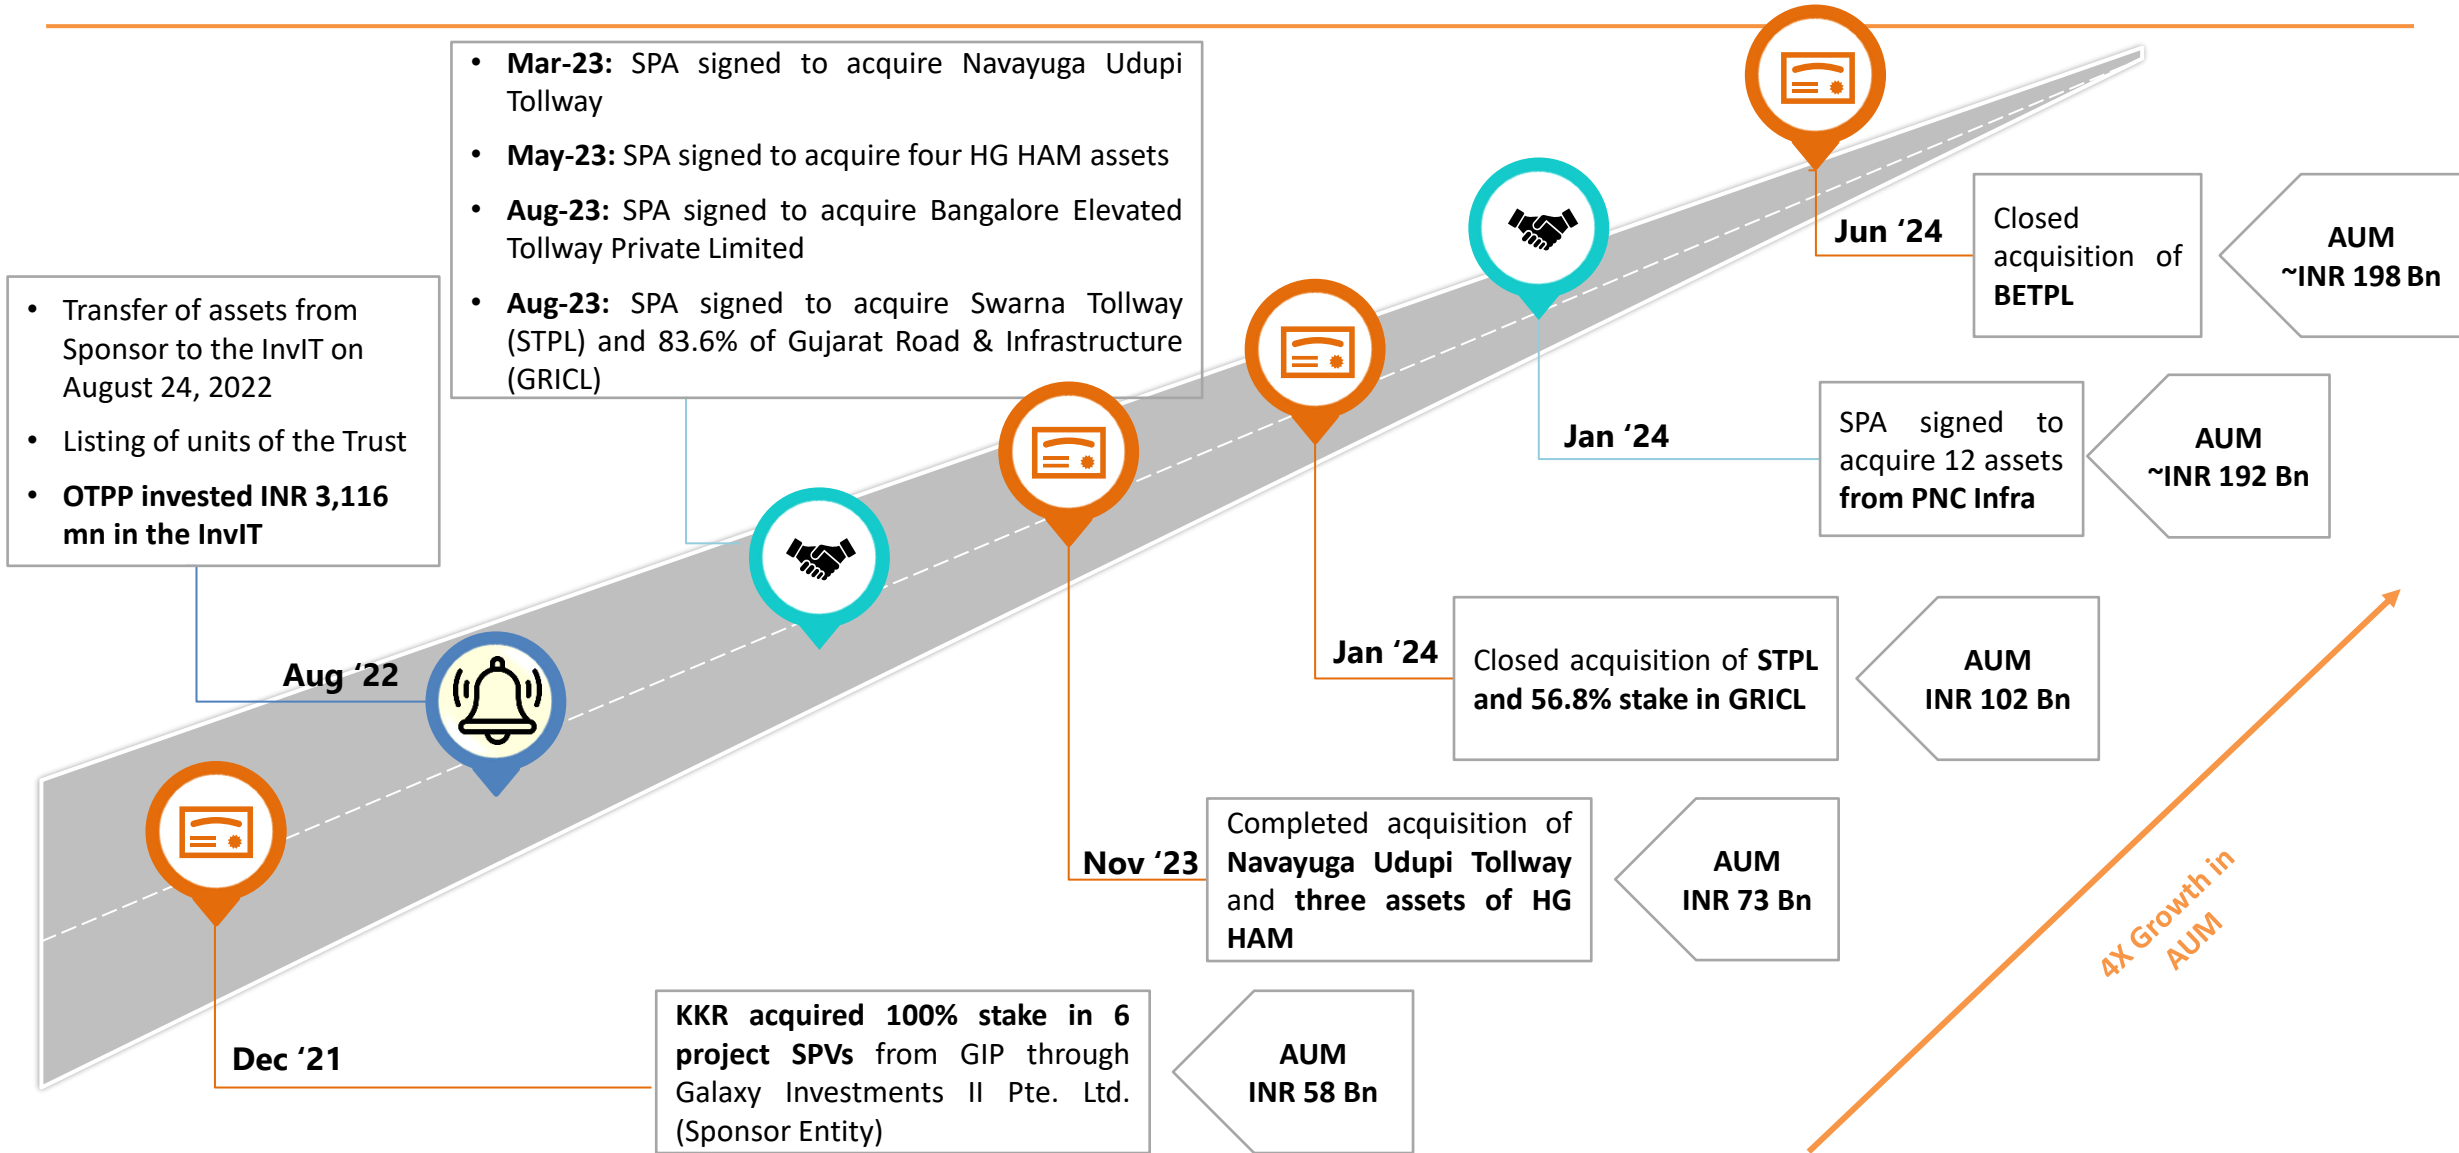 • Mar-23: SPA signed to acquire Navayuga Udupi
Tollway
• May-23: SPA signed to acquire four HG HAM assets
• Aug-23: SPA signed to acquire Bangalore Elevated
Tollway Private Limited
• Aug-23: SPA signed to acquire Swarna Tollway
(STPL) and 83.6% of Gujarat Road & Infrastructure
(GRICL)
• Transfer of assets from
Sponsor to the InvIT on
August 24, 2022
• Listing of units of the Trust
• OTPP invested INR 3,116
mn in the InvIT
Jun ‘24
Closed
acquisition of
BETPL
AUM
~INR 198 Bn
Jan ‘24
SPA signed to
acquire 12 assets
from PNC Infra
AUM
~INR 192 Bn
Aug ‘22
Jan ‘24
Closed acquisition of STPL
and 56.8% stake in GRICL
AUM
INR 102 Bn
Nov ‘23
Completed acquisition of
Navayuga Udupi Tollway
and three assets of HG
HAM
AUM
INR 73 Bn
4X Growth in
AUM
Dec ‘21
KKR acquired 100% stake in 6
project SPVs from GIP through
Galaxy Investments II Pte. Ltd.
(Sponsor Entity)
AUM
INR 58 Bn